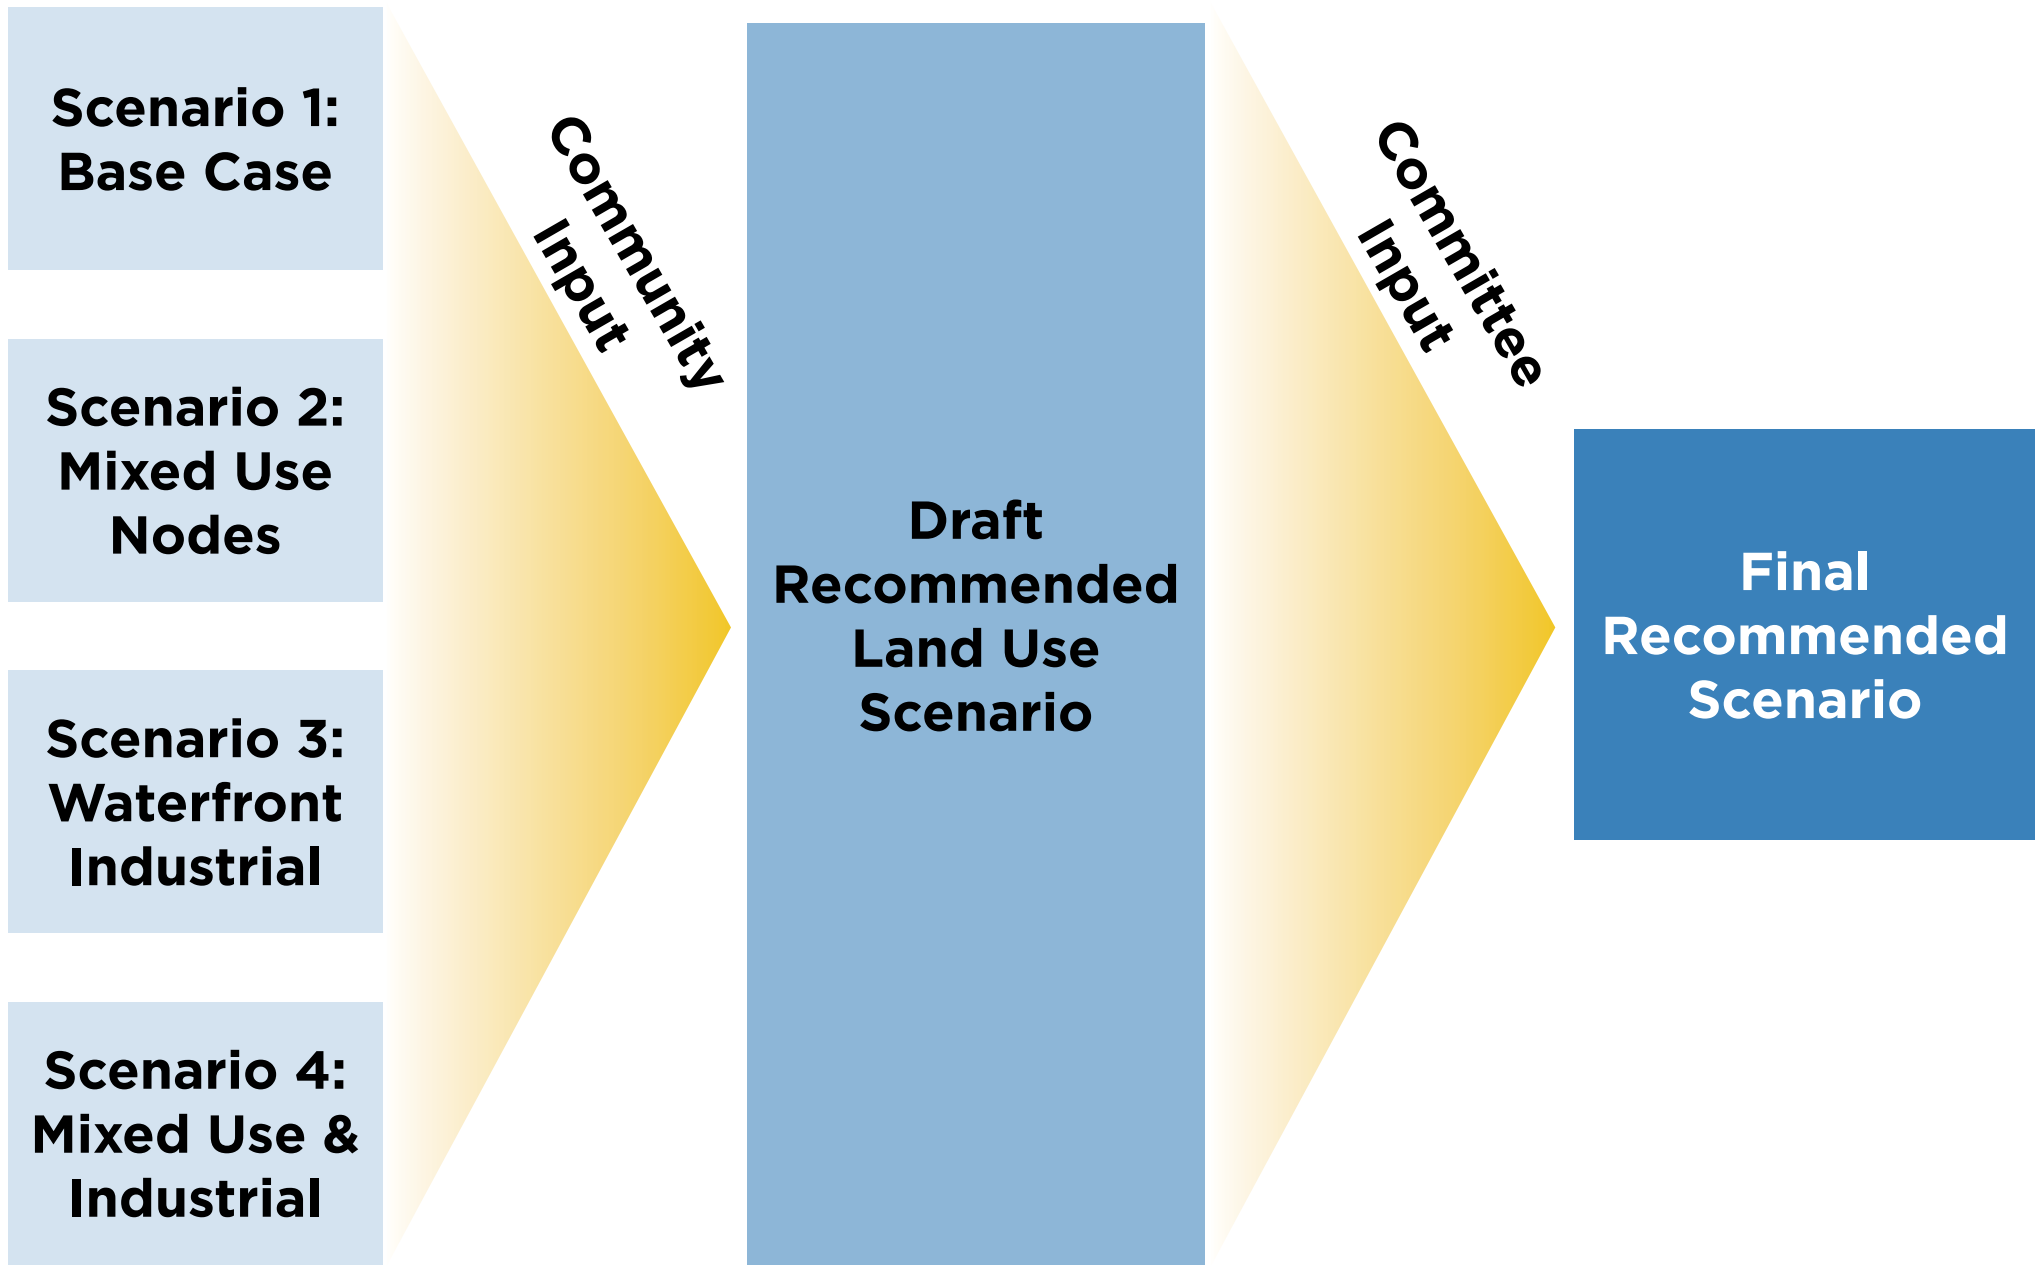 Scenario 1:
Base Case
Scenario 2:
Mixed Use
Nodes
Scenario 3:
Waterfront
Industrial
Scenario 4:
Mixed Use &
Industrial
Community
Input
Draft
Recommended
Land Use
Scenario
Committee
Input
Final
Recommended
Scenario